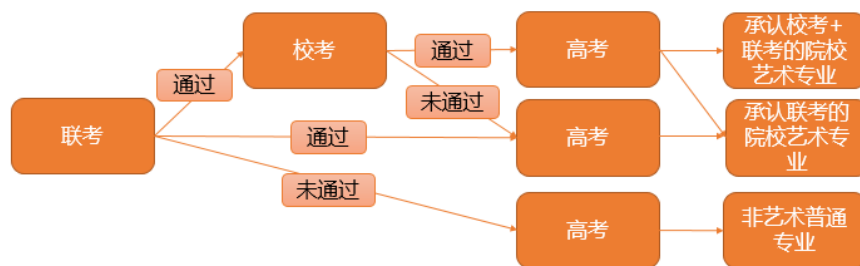 校考
通过
高考
承认校考+
联考的院校
艺术专业
通过
未通过
联考
通过
高考
承认联考的
院校艺术专
业
未通过
高考
非艺术普通
专业